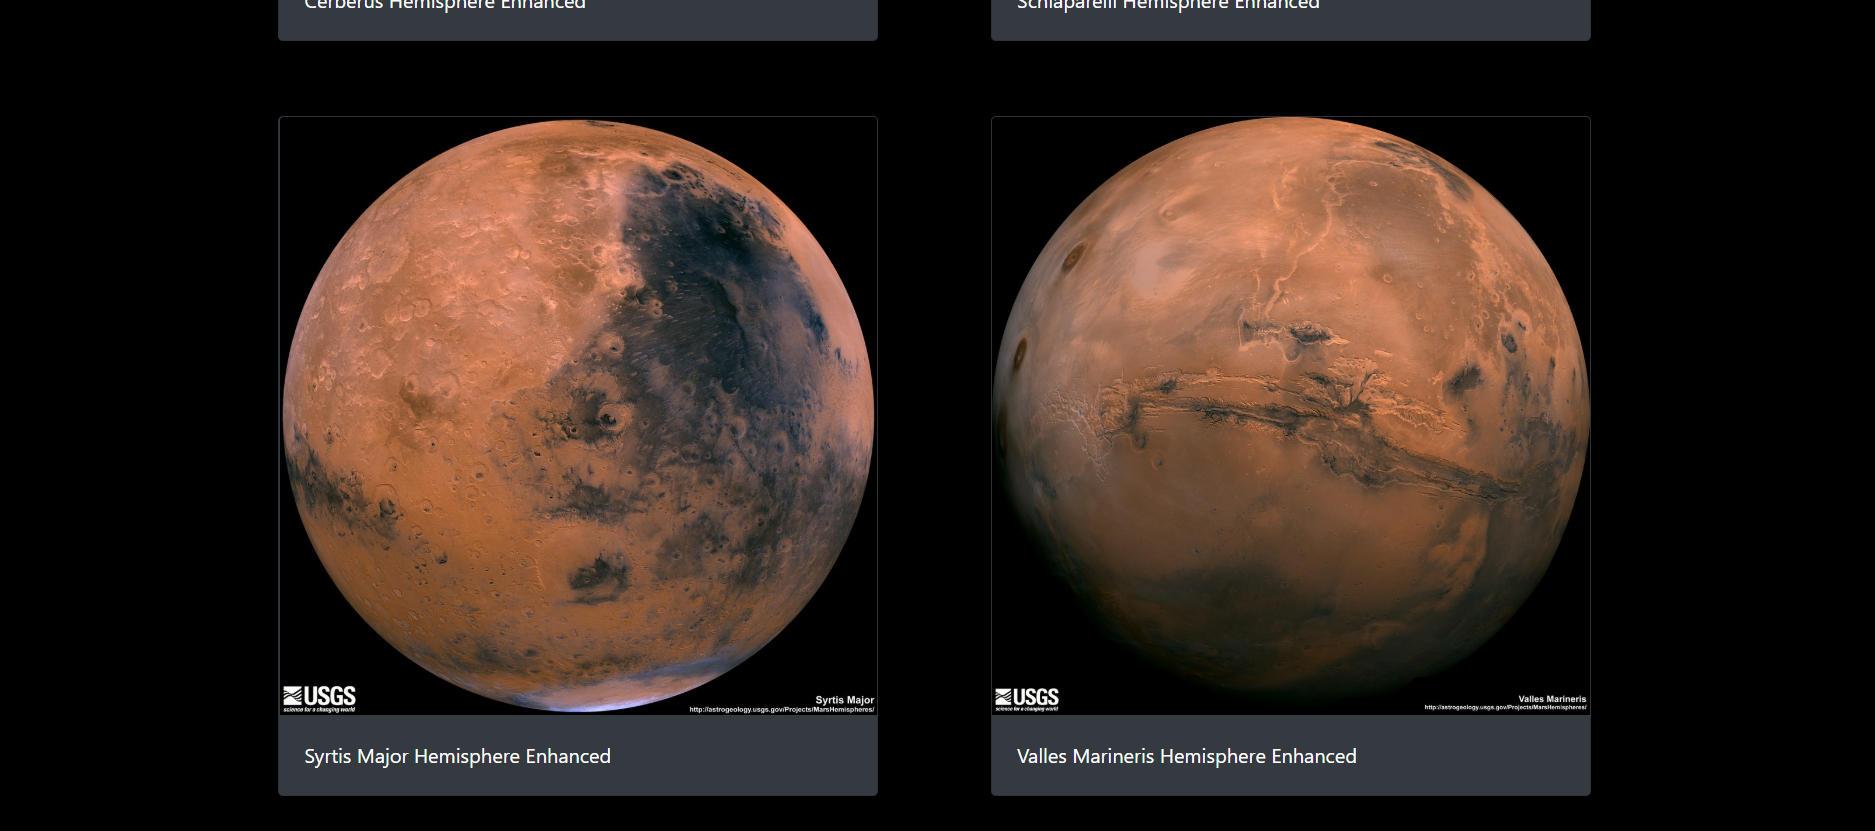 Cerberus Hemisphere Enhanced
Schiaparelli Hemisphere Enhanced
USGS
science for a changing world
Syrtis Major
http://astrogeology.usgs.gov/Projects/MarsHemispheres/
Syrtis Major Hemisphere Enhanced
USGS
science for a changing world
Valles Marineris
http://astrogeology.usgs.gov/Projects/MarsHemispheres/
Valles Marineris Hemisphere Enhanced